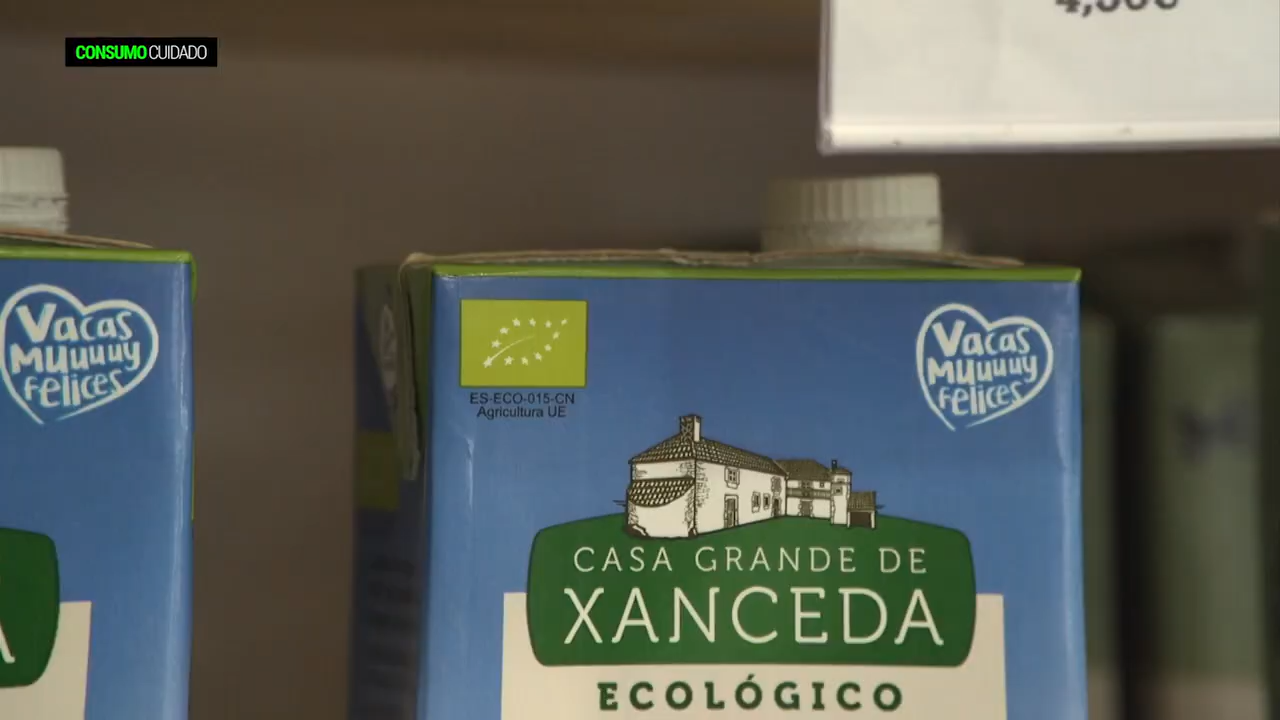 CONSUMO CUIDADO
Vacas
Muuuuy
felices
ES-ECO-015-CN
Agricultura UE
Vacas
Muuuuy
felices
CASA GRANDE DE
XANCEDA
ECOLÓGICO